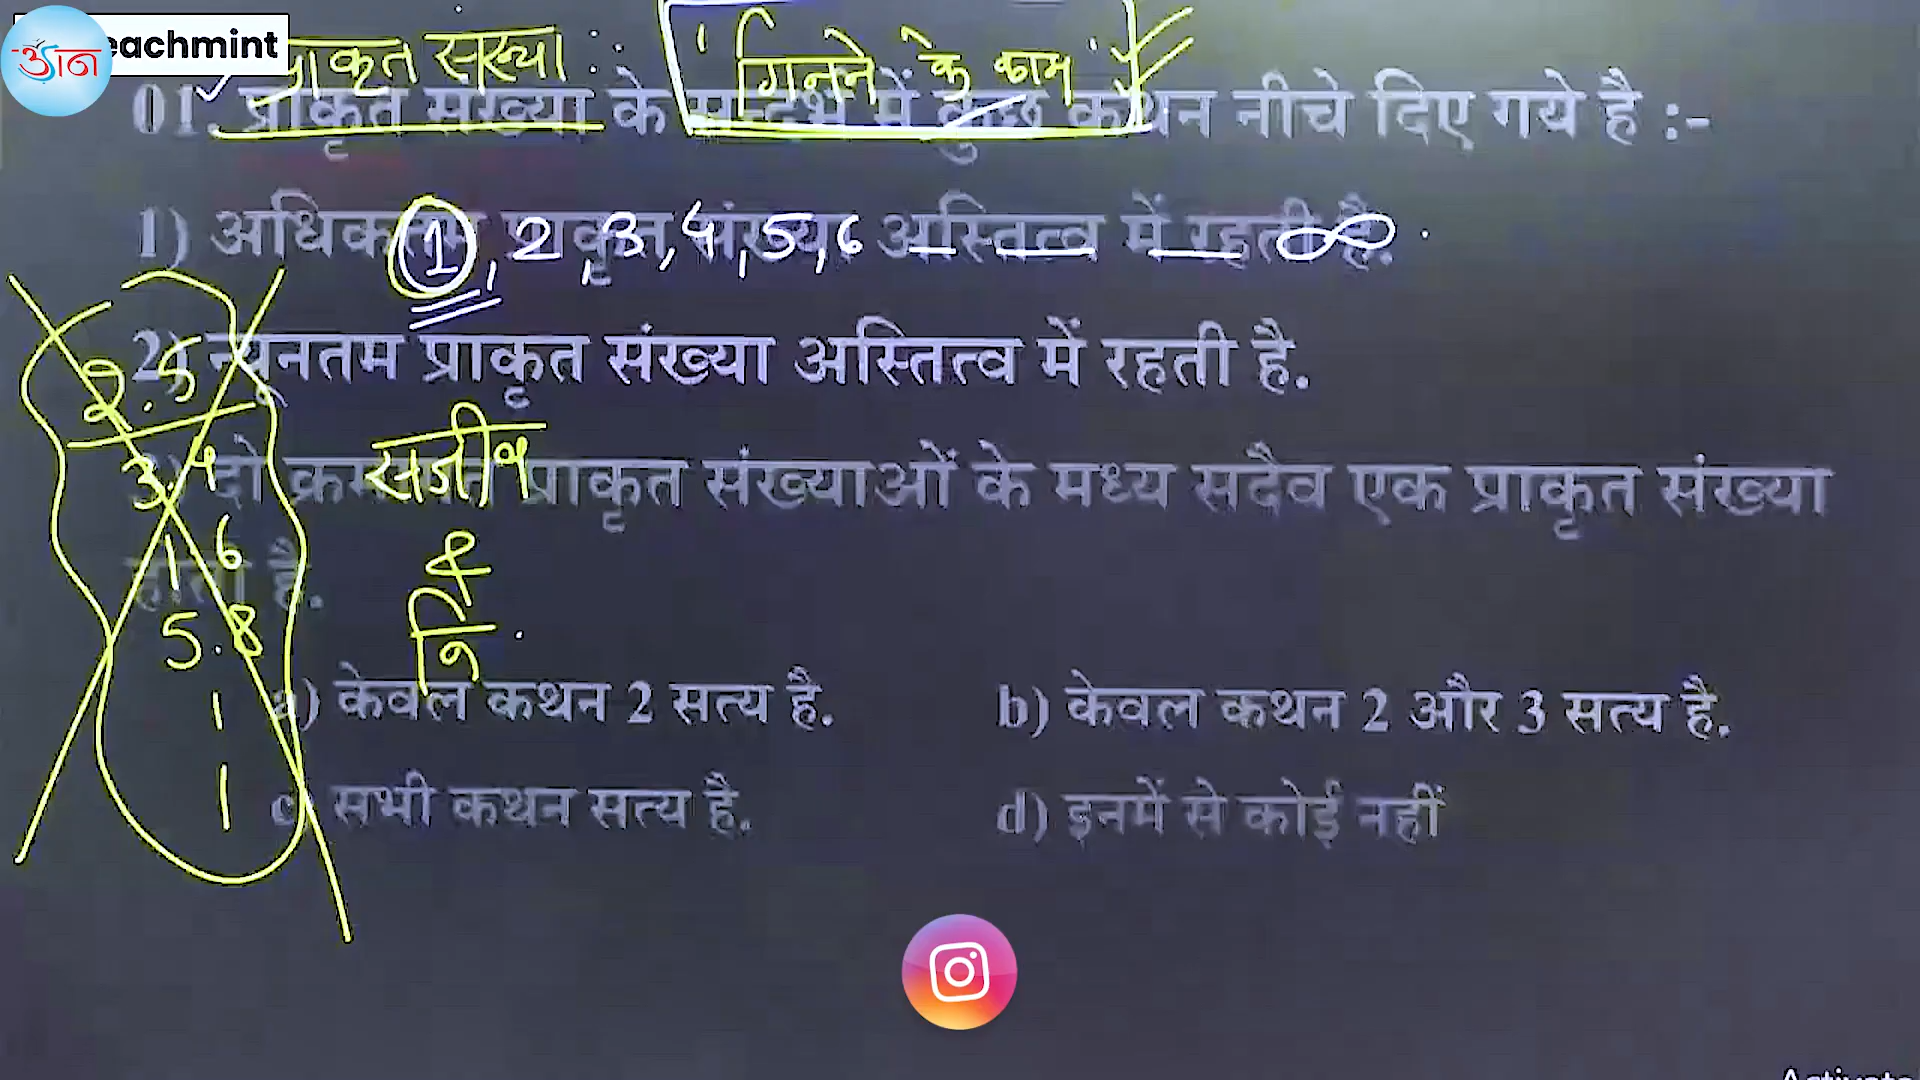 eachmint
ॐज्ञान
प्राकृत संख्या : गिनने के काम
01. प्राकृत संख्या के सन्दर्भ में कुछ कथन नीचे दिए गये है :-
1) अधिकतम प्राकृत संख्या अस्तित्व में रहती है.
1, 2, 3, 4, 5, 6 — — — ∞
2) न्यूनतम प्राकृत संख्या अस्तित्व में रहती है.
2.5
3) दो क्रमागत प्राकृत संख्याओं के मध्य सदैव एक प्राकृत संख्या
होती है.
3.4
सजीव
&
नि
1 6
5.8
a) केवल कथन 2 सत्य है.
b) केवल कथन 2 और 3 सत्य है.
c) सभी कथन सत्य है.
d) इनमें से कोई नहीं